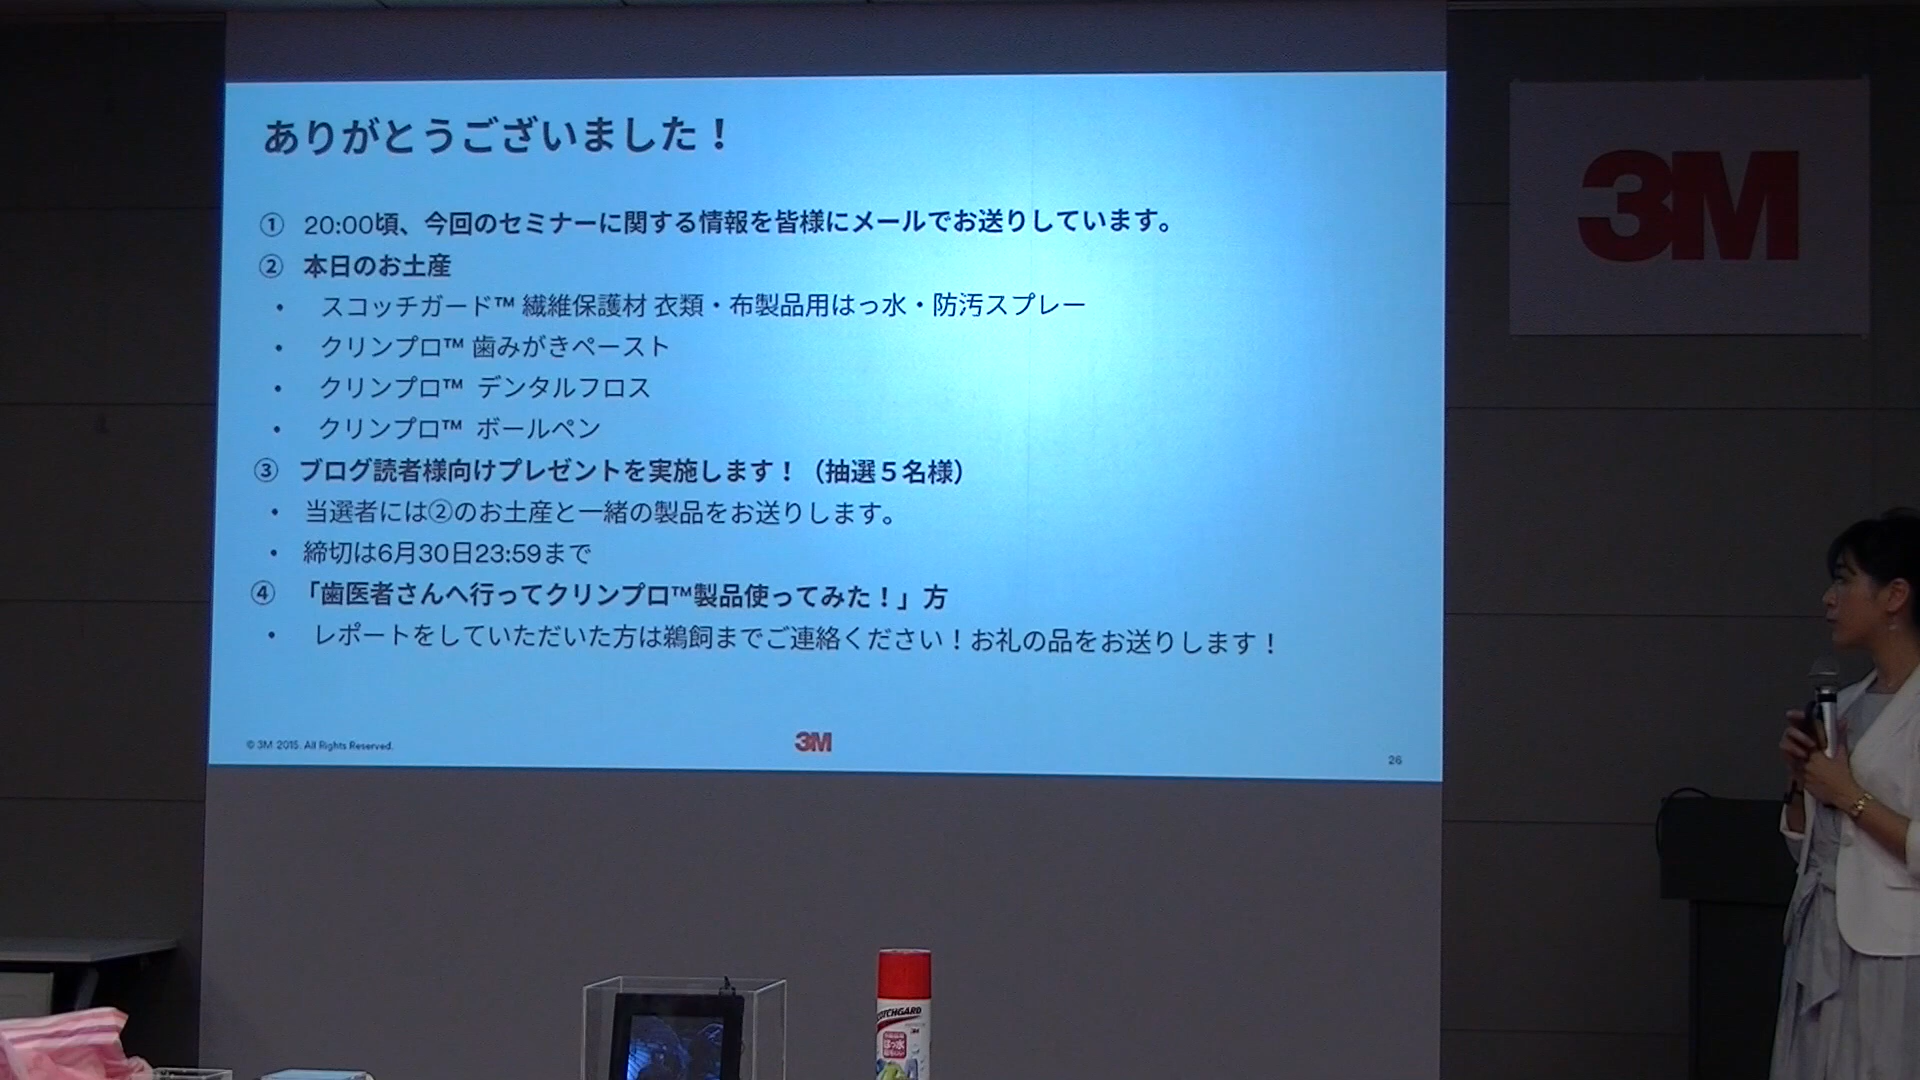 ありがとうございました！
① 20:00頃、今回のセミナーに関する情報を皆様にメールでお送りしています。
② 本日のお土産
・ スコッチガード™ 繊維保護材 衣類・布製品用はっ水・防汚スプレー
・ クリンプロ™ 歯みがきペースト
・ クリンプロ™ デンタルフロス
・ クリンプロ™ ボールペン
③ ブログ読者様向けプレゼントを実施します！（抽選５名様）
・ 当選者には②のお土産と一緒の製品をお送りします。
・ 締切は6月30日23:59まで
④ 「歯医者さんへ行ってクリンプロ™製品使ってみた！」方
・ レポートをしていただいた方は鵜飼までご連絡ください！お礼の品をお送りします！
© 3M 2015. All Rights Reserved.
3M
26
3M
OTCHGARD
3M
はっ水